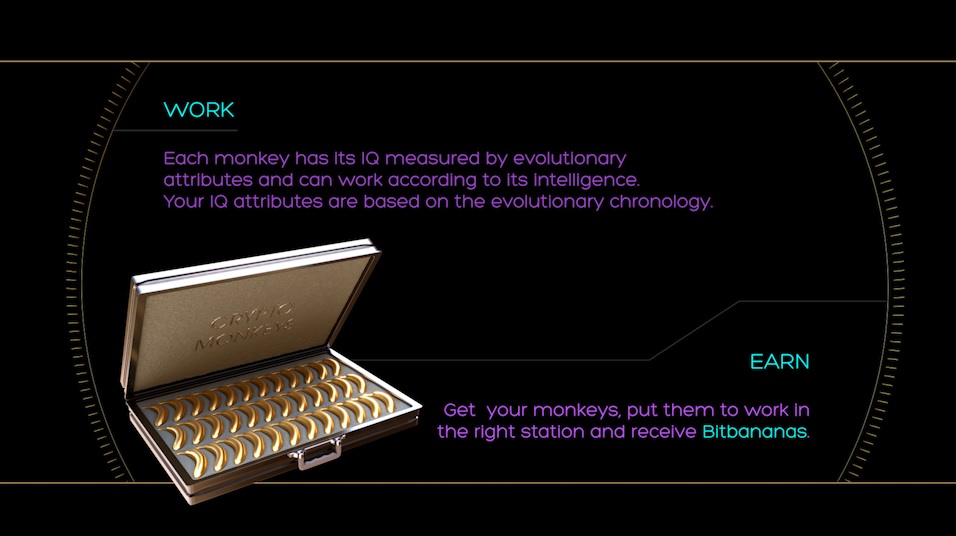 WORK
Each monkey has its IQ measured by evolutionary
attributes and can work according to its intelligence.
Your IQ attributes are based on the evolutionary chronology.
CRYPTO
MONKEYS
EARN
Get your monkeys, put them to work in
the right station and receive Bitbananas.